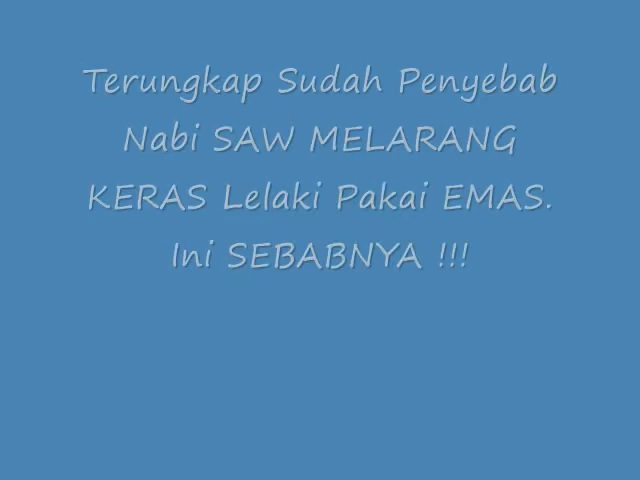 Terungkap Sudah Penyebab
Nabi SAW MELARANG
KERAS Lelaki Pakai EMAS.
Ini SEBABNYA !!!